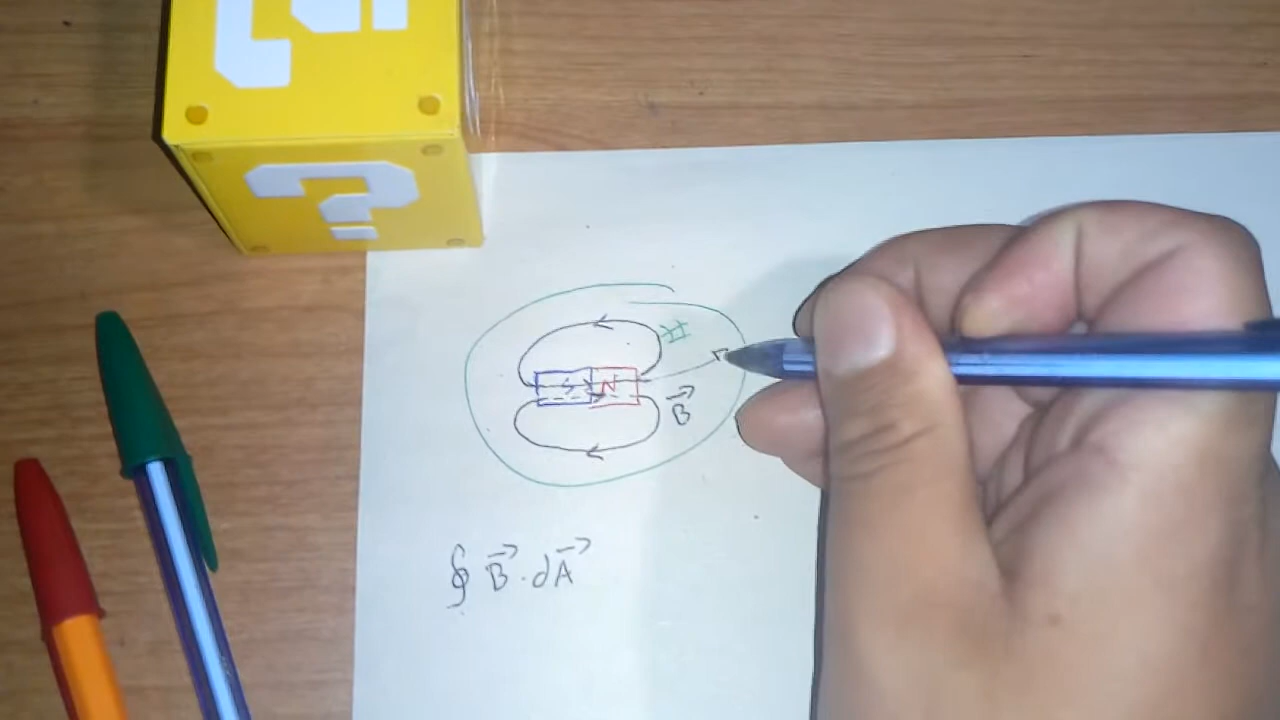 S N
B⃗
∮ B⃗ · dA⃗